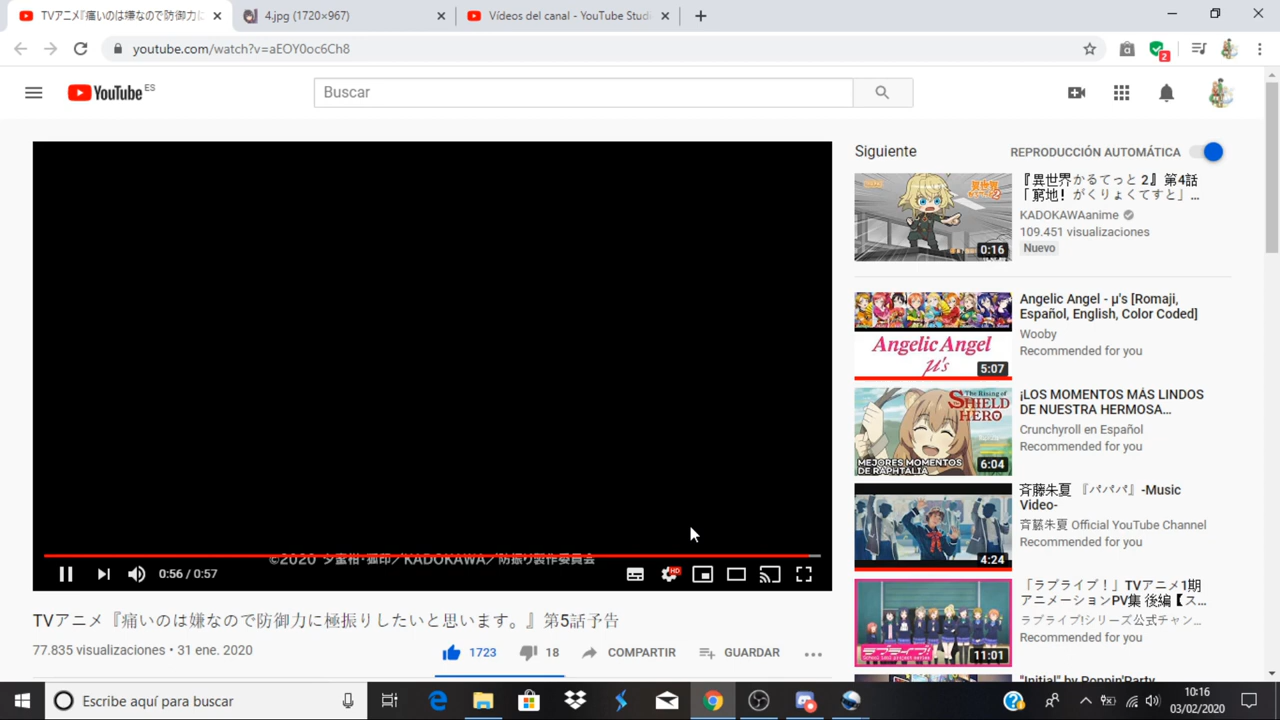 TVアニメ『痛いのは嫌なので防御力に
4.jpg (1720×967)
Vídeos del canal - YouTube Studi
youtube.com/watch?v=aEOY0oc6Ch8
2
YouTube ES
Buscar
©2020 夕蜜柑・狐印/KADOKAWA/防振り製作委員会
0:56 / 0:57
HD
TVアニメ『痛いのは嫌なので防御力に極振りしたいと思います。』第5話予告
77.835 visualizaciones • 31 ene. 2020
1723
18
COMPARTIR
GUARDAR
Siguiente
REPRODUCCIÓN AUTOMÁTICA
0:16
『異世界かるてっと 2』第4話
「窮地！がくりょくてすと」...
KADOKAWAanime
109.451 visualizaciones
Nuevo
Angelic Angel
μ's
5:07
Angelic Angel - μ's [Romaji,
Español, English, Color Coded]
Wooby
Recommended for you
The Rising of
SHIELD
HERO
MEJORES MOMENTOS
DE RAPHTALIA
6:04
¡LOS MOMENTOS MÁS LINDOS
DE NUESTRA HERMOSA...
Crunchyroll en Español
Recommended for you
4:24
斉藤朱夏 『パパパ』-Music
Video-
斉藤朱夏 Official YouTube Channel
Recommended for you
ラブライブ!
11:01
「ラブライブ！」TVアニメ1期
アニメーションPV集 後編【ス...
ラブライブ!シリーズ公式チャン...
Recommended for you
"Initial" by Poppin'Party
Escribe aquí para buscar
10:16
03/02/2020